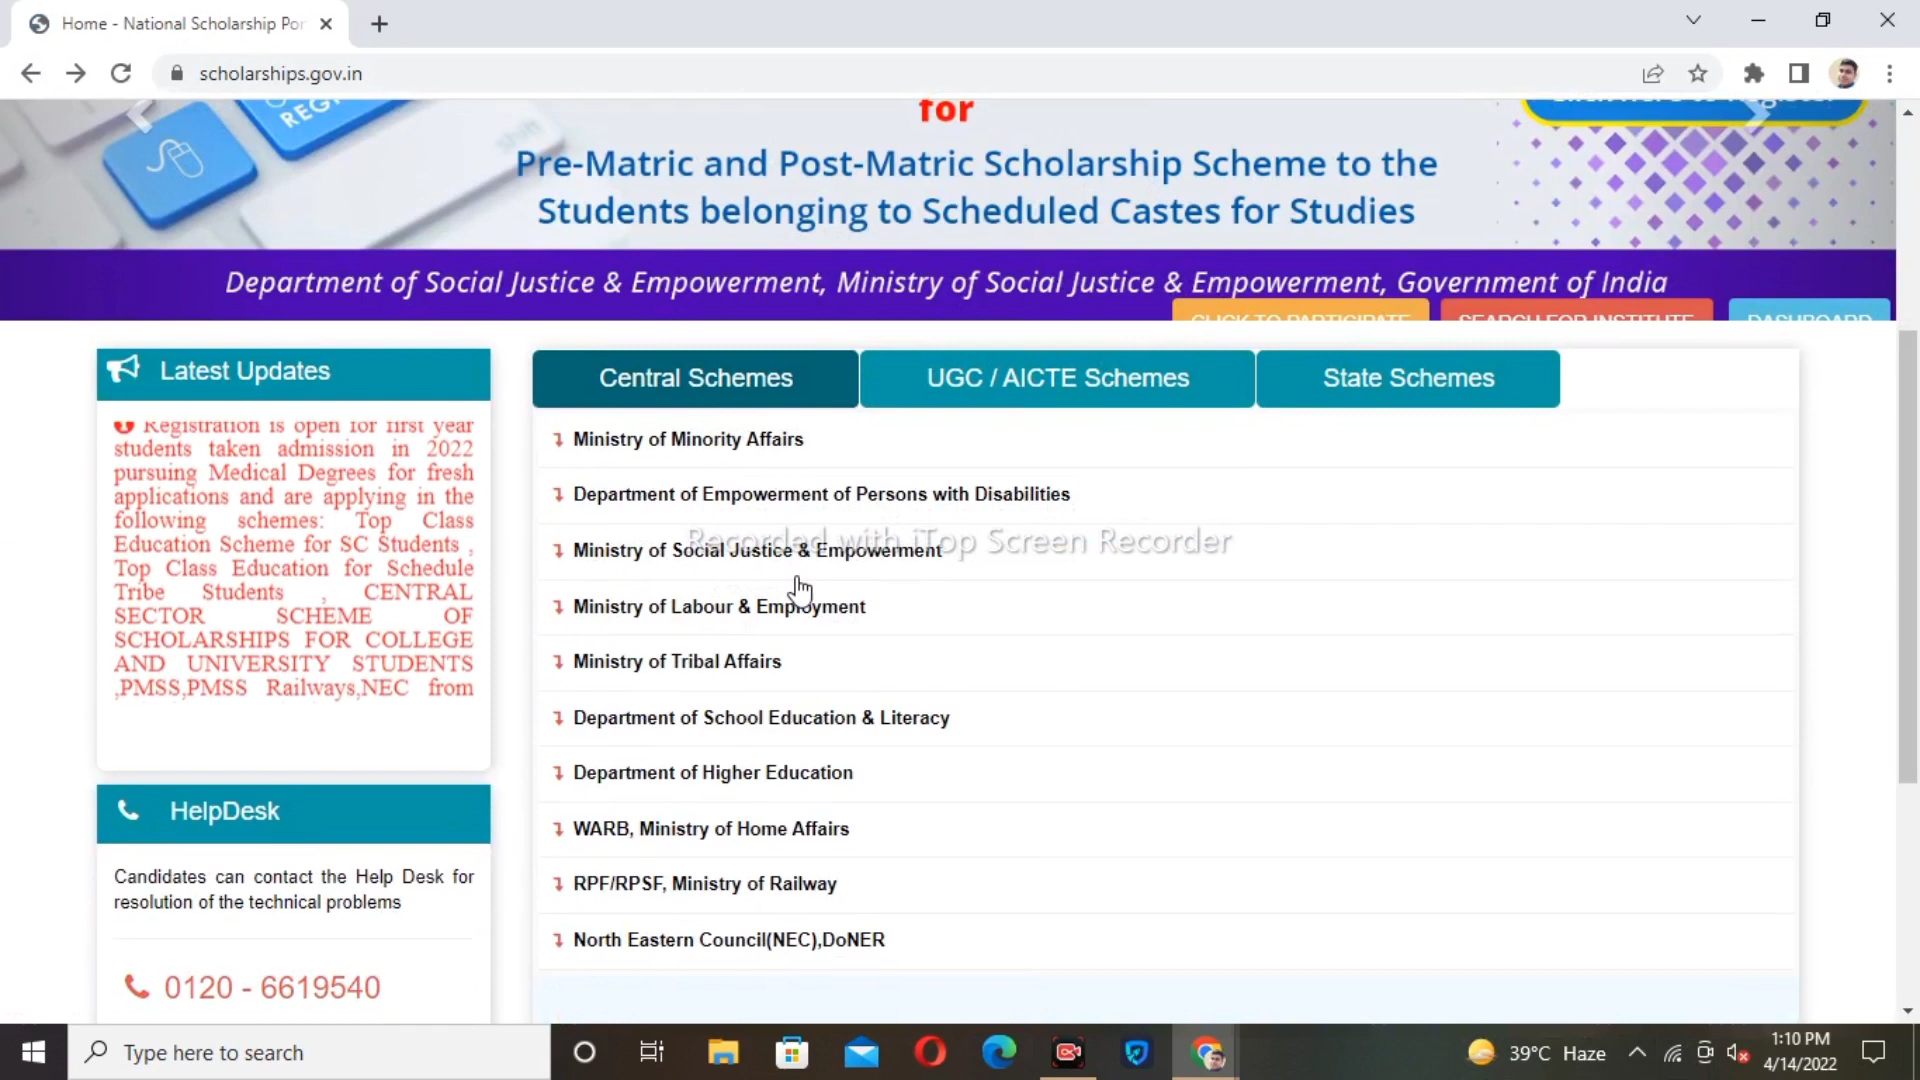 Home - National Scholarship Por
scholarships.gov.in
REGI
shift
for
Pre-Matric and Post-Matric Scholarship Scheme to the
Students belonging to Scheduled Castes for Studies
Department of Social Justice & Empowerment, Ministry of Social Justice & Empowerment, Government of India
CLICK TO PARTICIPATE
SEARCH FOR INSTITUTE
DASHBOARD
Latest Updates
Registration is open for first year
students taken admission in 2022
pursuing Medical Degrees for fresh
applications and are applying in the
following schemes: Top Class
Education Scheme for SC Students ,
Top Class Education for Schedule
Tribe Students , CENTRAL
SECTOR SCHEME OF
SCHOLARSHIPS FOR COLLEGE
AND UNIVERSITY STUDENTS
,PMSS,PMSS Railways,NEC from
HelpDesk
Candidates can contact the Help Desk for
resolution of the technical problems
0120 - 6619540
Central Schemes
UGC / AICTE Schemes
State Schemes
Ministry of Minority Affairs
Department of Empowerment of Persons with Disabilities
Recorded with iTop Screen Recorder
Ministry of Social Justice & Empowerment
Ministry of Labour & Employment
Ministry of Tribal Affairs
Department of School Education & Literacy
Department of Higher Education
WARB, Ministry of Home Affairs
RPF/RPSF, Ministry of Railway
North Eastern Council(NEC),DoNER
Type here to search
39°C Haze
1:10 PM
4/14/2022